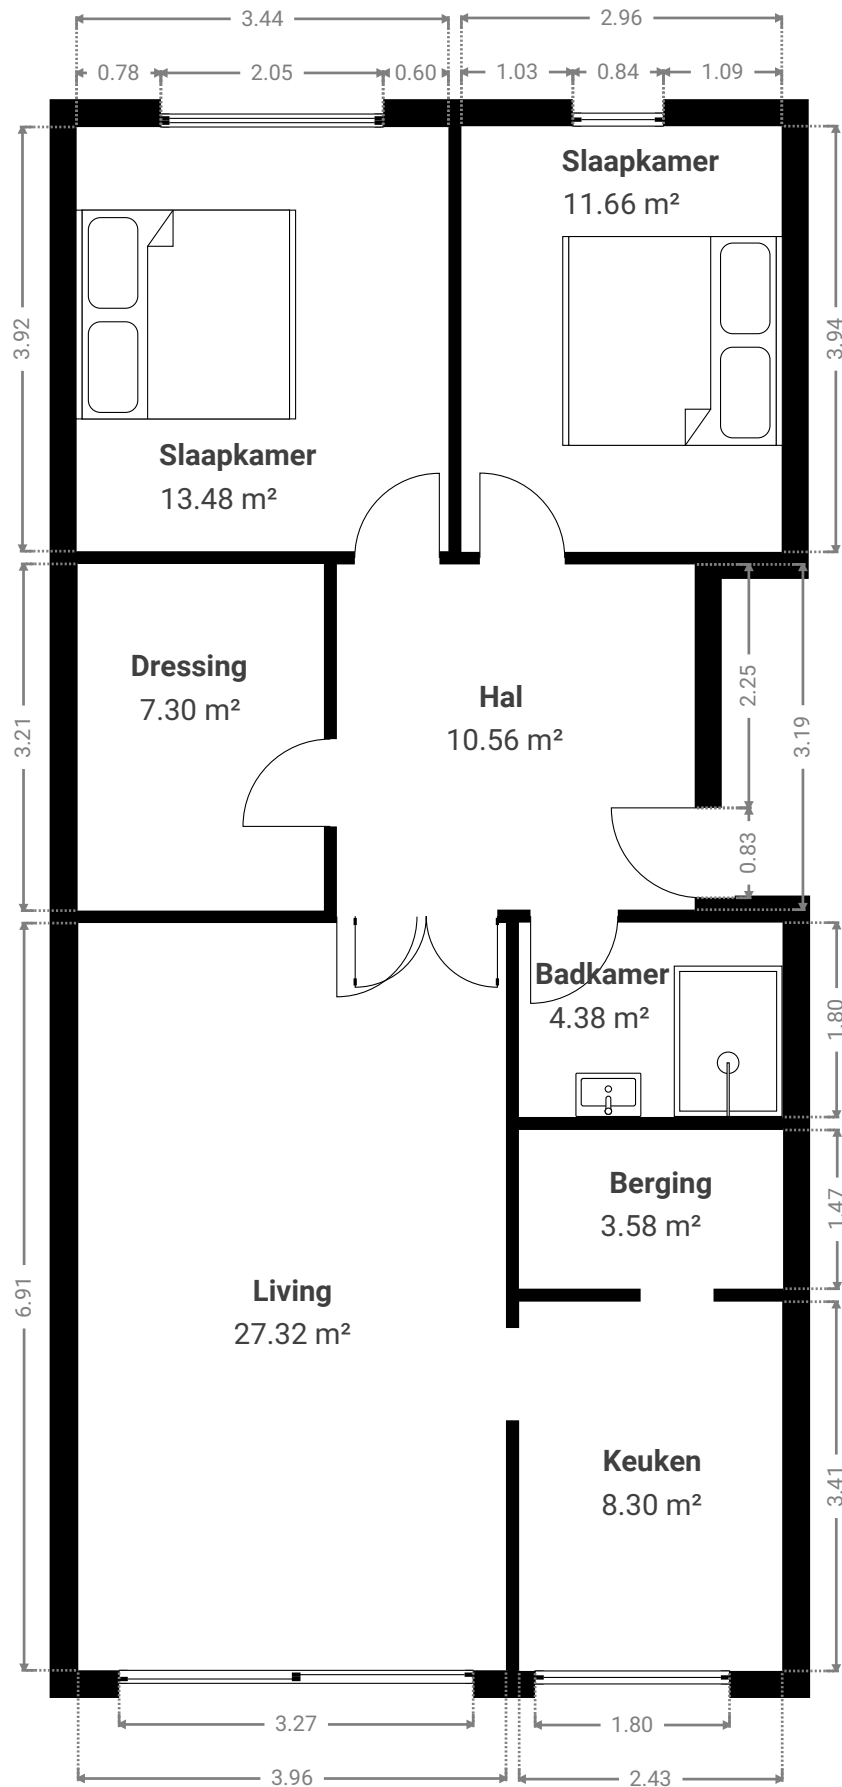 3.44
2.96
0.78
2.05
0.60
1.03
0.84
1.09
Slaapkamer
11.66 m²
3.92
3.94
Slaapkamer
13.48 m²
Dressing
7.30 m²
Hal
10.56 m²
2.25
3.21
3.19
0.83
Badkamer
4.38 m²
1.80
Berging
3.58 m²
1.47
Living
27.32 m²
6.91
Keuken
8.30 m²
3.41
3.27
1.80
3.96
2.43